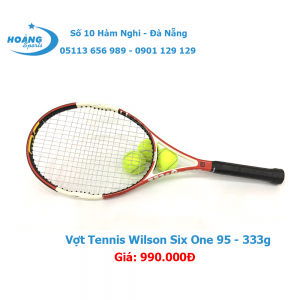 HOANG
Sports
Số 10 Hàm Nghi - Đà Nẵng
05113 656 989 - 0901 129 129
Vợt Tennis Wilson Six One 95 - 333g
Giá: 990.000Đ